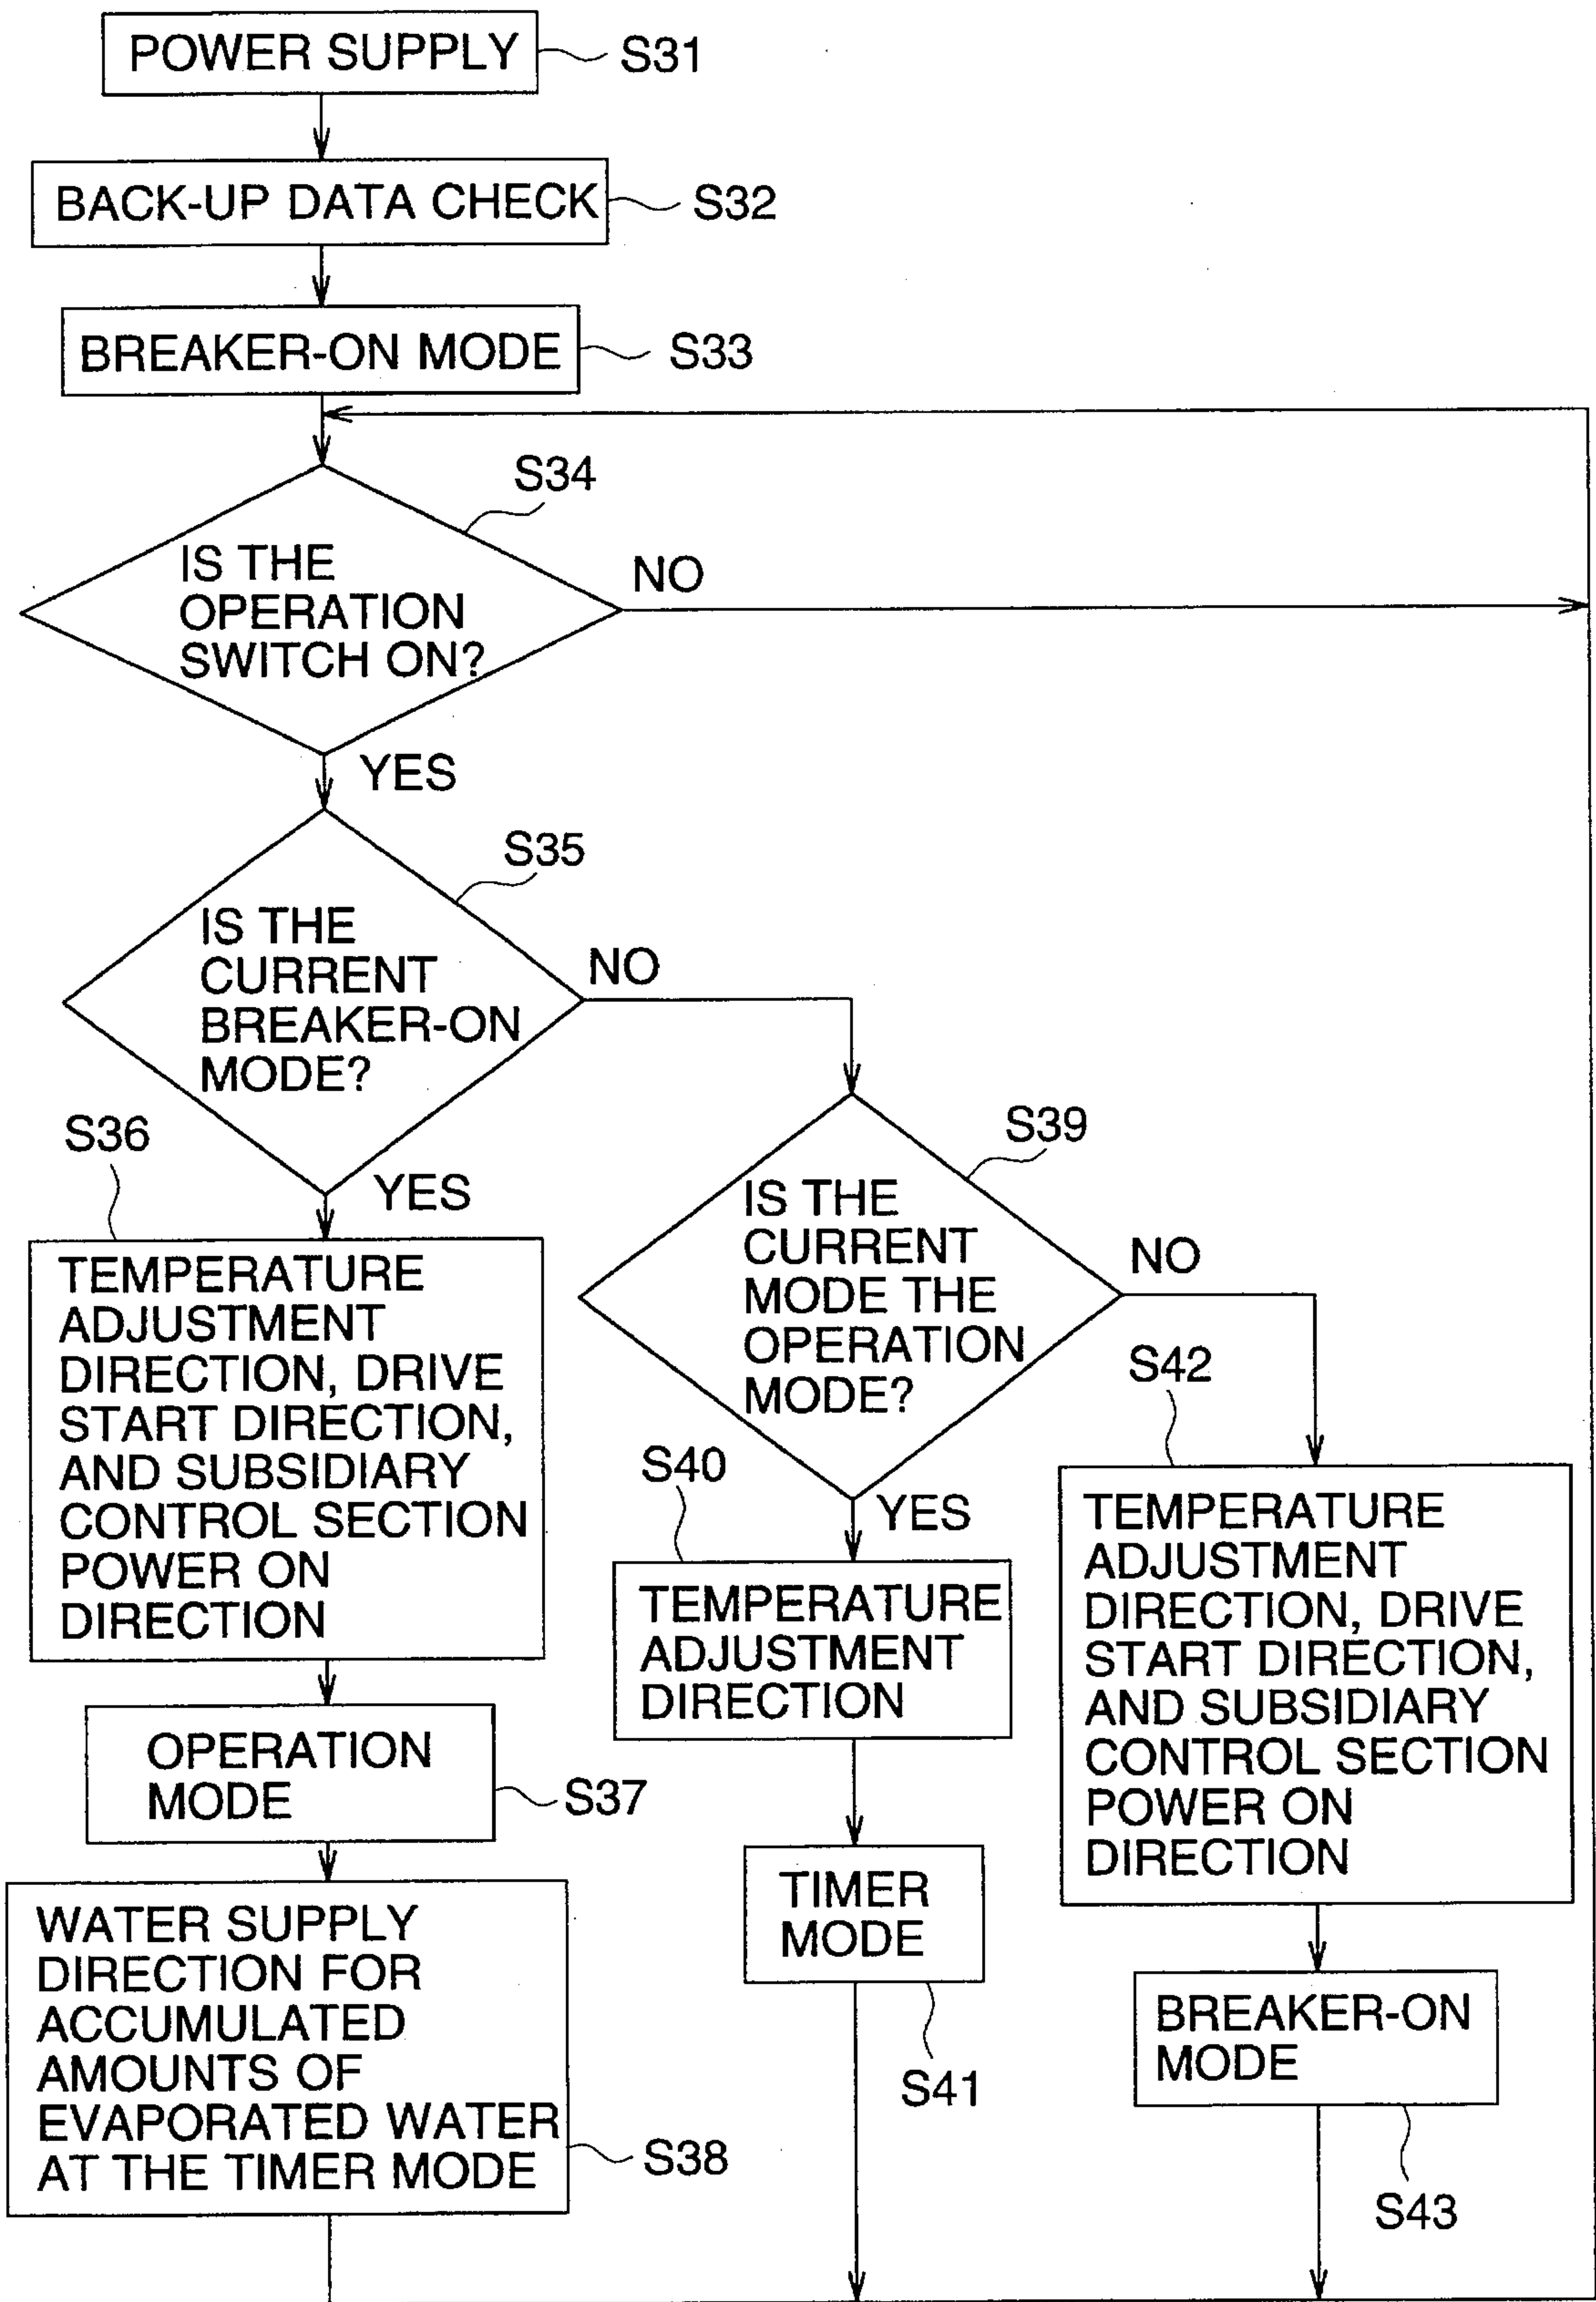 POWER SUPPLY
S31
BACK-UP DATA CHECK
S32
BREAKER-ON MODE
S33
S34
IS THE
OPERATION
SWITCH ON?
NO
YES
S35
IS THE
CURRENT
BREAKER-ON
MODE?
NO
YES
S36
TEMPERATURE
ADJUSTMENT
DIRECTION, DRIVE
START DIRECTION,
AND SUBSIDIARY
CONTROL SECTION
POWER ON
DIRECTION
OPERATION
MODE
S37
WATER SUPPLY
DIRECTION FOR
ACCUMULATED
AMOUNTS OF
EVAPORATED WATER
AT THE TIMER MODE
S38
S39
IS THE
CURRENT
MODE THE
OPERATION
MODE?
NO
YES
S40
TEMPERATURE
ADJUSTMENT
DIRECTION
TIMER
MODE
S41
S42
TEMPERATURE
ADJUSTMENT
DIRECTION, DRIVE
START DIRECTION,
AND SUBSIDIARY
CONTROL SECTION
POWER ON
DIRECTION
BREAKER-ON
MODE
S43